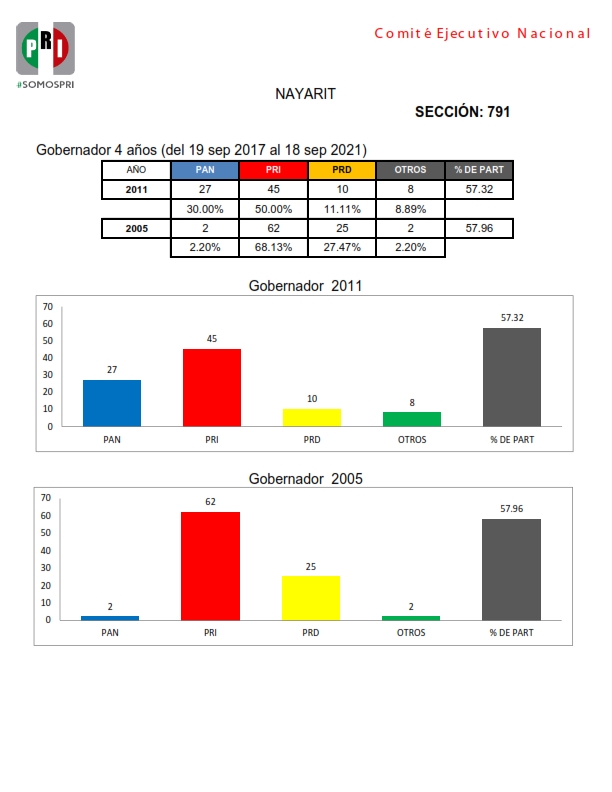 Comité Ejecutivo Nacional
PRI
#SOMOSPRI
NAYARIT
SECCIÓN: 791
Gobernador 4 años (del 19 sep 2017 al 18 sep 2021)
AÑO PAN PRI PRD OTROS % DE PART
2011 27 45 10 8 57.32
30.00% 50.00% 11.11% 8.89%
2005 2 62 25 2 57.96
2.20% 68.13% 27.47% 2.20%
Gobernador 2011
70
60
50
40
30
20
10
0
27
45
10
8
57.32
PAN PRI PRD OTROS % DE PART
Gobernador 2005
70
60
50
40
30
20
10
0
2
62
25
2
57.96
PAN PRI PRD OTROS % DE PART